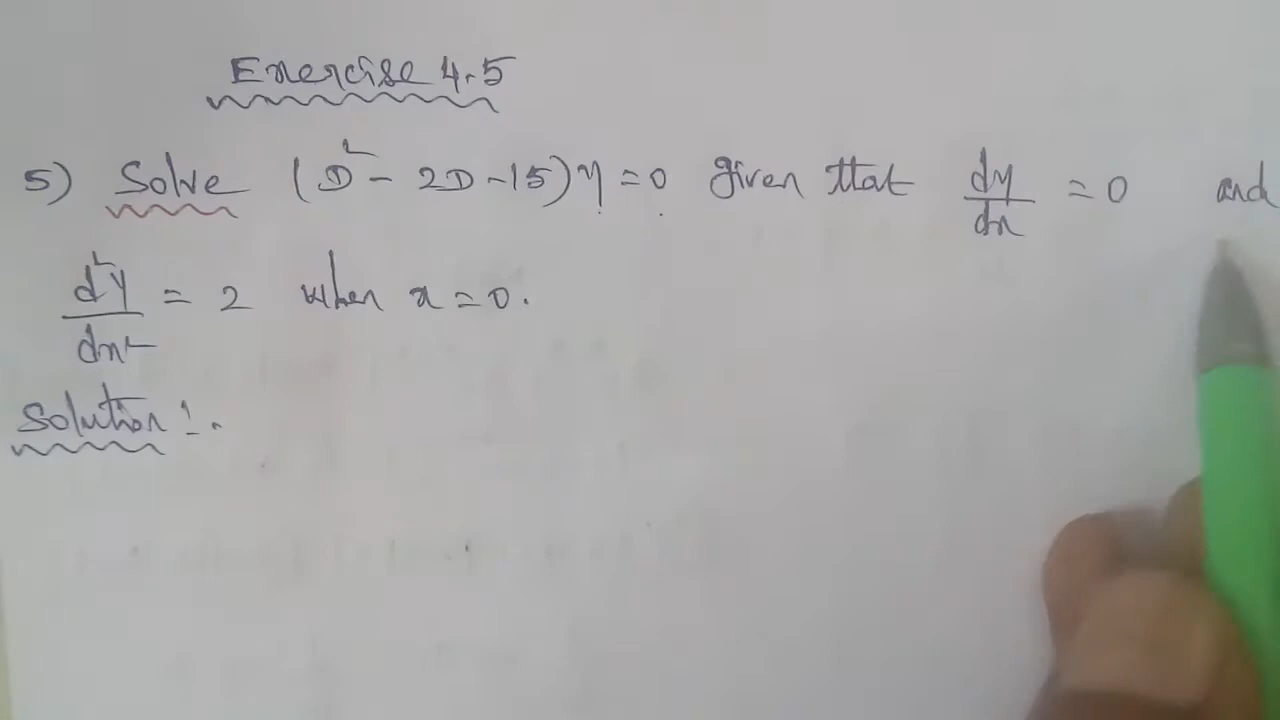 Exercise 4.5
5) Solve (D² - 2D - 15)y = 0 given that dy/dx = 0 and
d²y/dx² = 2 when x = 0.
Solution :.